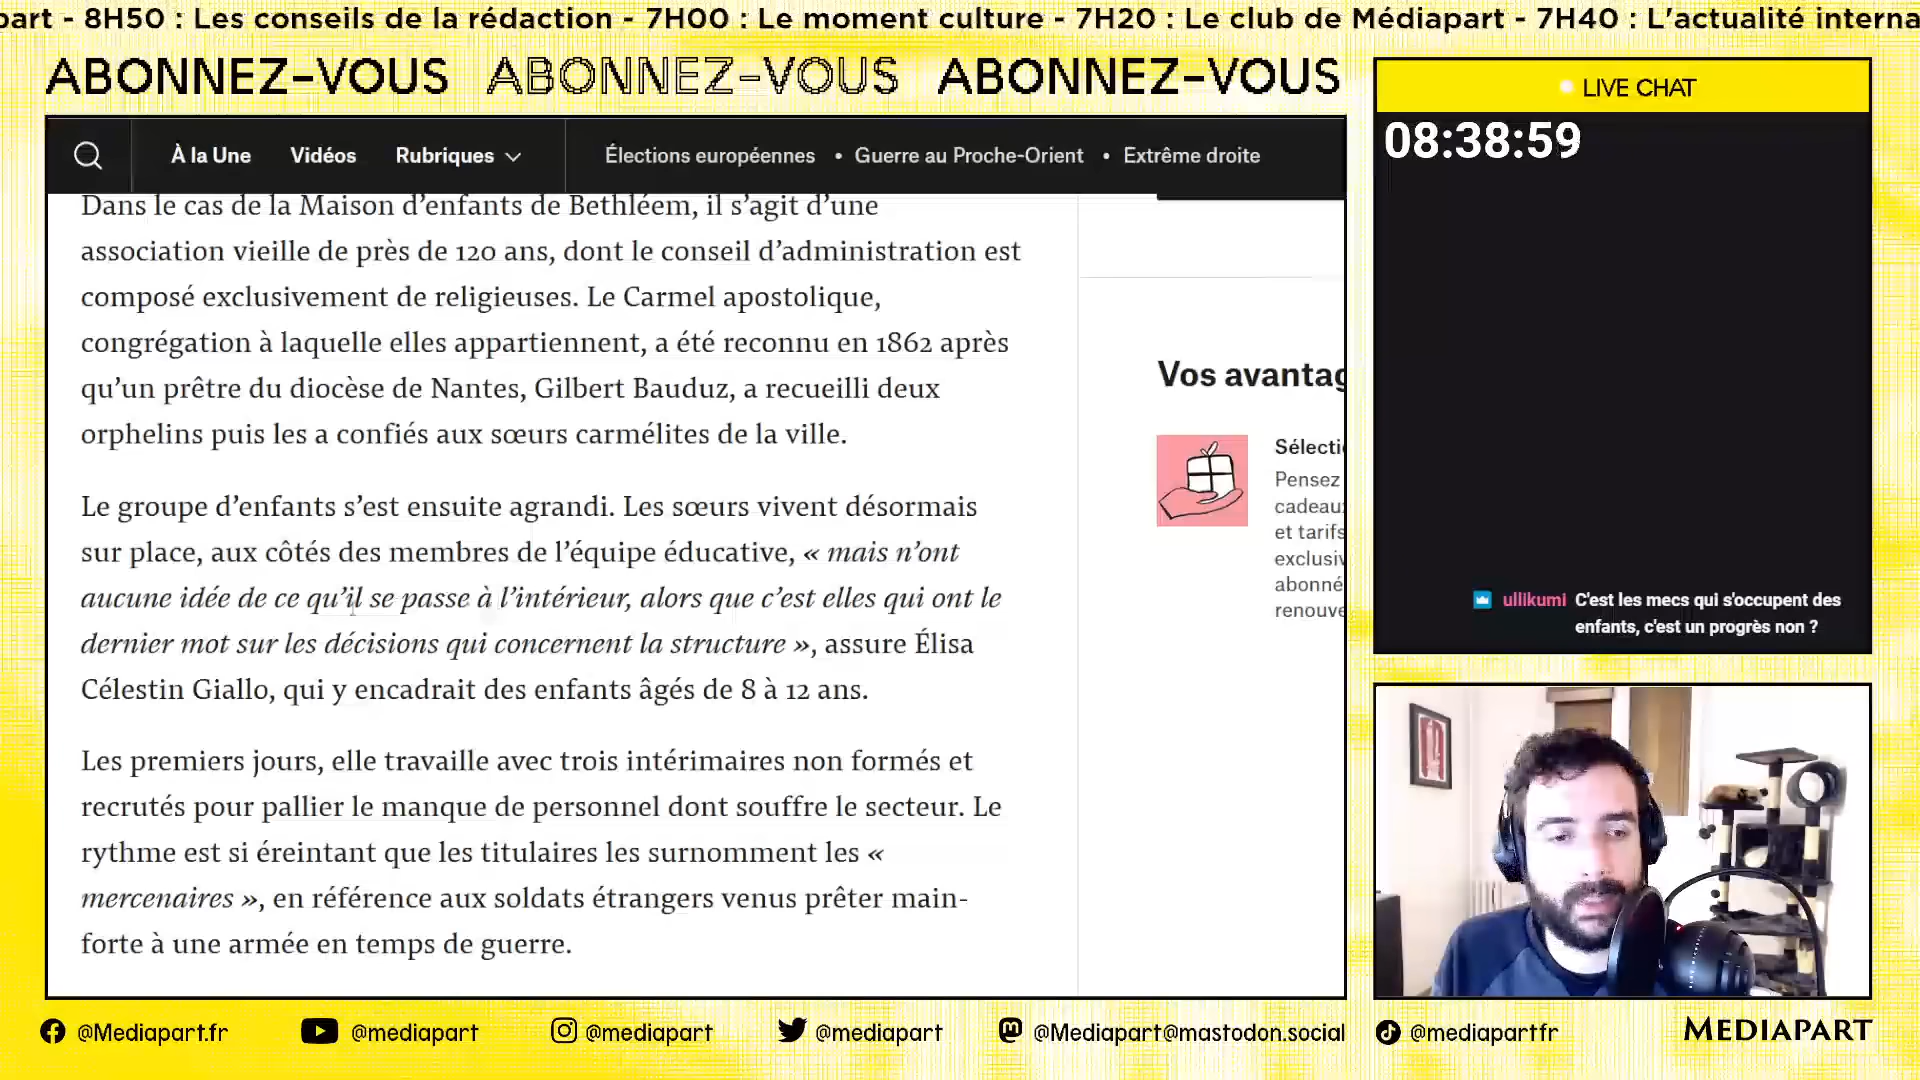 part - 8H50 : Les conseils de la rédaction - 7H00 : Le moment culture - 7H20 : Le club de Médiapart - 7H40 : L'actualité interna
ABONNEZ-VOUS ABONNEZ-VOUS ABONNEZ-VOUS
À la Une Vidéos Rubriques Élections européennes • Guerre au Proche-Orient • Extrême droite
Dans le cas de la Maison d’enfants de Bethléem, il s’agit d’une
association vieille de près de 120 ans, dont le conseil d’administration est
composé exclusivement de religieuses. Le Carmel apostolique,
congrégation à laquelle elles appartiennent, a été reconnu en 1862 après
qu’un prêtre du diocèse de Nantes, Gilbert Bauduz, a recueilli deux
orphelins puis les a confiés aux sœurs carmélites de la ville.
Le groupe d’enfants s’est ensuite agrandi. Les sœurs vivent désormais
sur place, aux côtés des membres de l’équipe éducative, « mais n’ont
aucune idée de ce qu’il se passe à l’intérieur, alors que c’est elles qui ont le
dernier mot sur les décisions qui concernent la structure », assure Élisa
Célestin Giallo, qui y encadrait des enfants âgés de 8 à 12 ans.
Les premiers jours, elle travaille avec trois intérimaires non formés et
recrutés pour pallier le manque de personnel dont souffre le secteur. Le
rythme est si éreintant que les titulaires les surnomment les «
mercenaires », en référence aux soldats étrangers venus prêter main-
forte à une armée en temps de guerre.
Vos avantag
Sélecti
Pensez
cadeau
et tarifs
exclusiv
abonné
renouve
LIVE CHAT
08:38:59
ullikumi C'est les mecs qui s'occupent des
enfants, c'est un progrès non ?
@Mediapart.fr @mediapart @mediapart @mediapart @Mediapart@mastodon.social @mediapartfr MEDIAPART